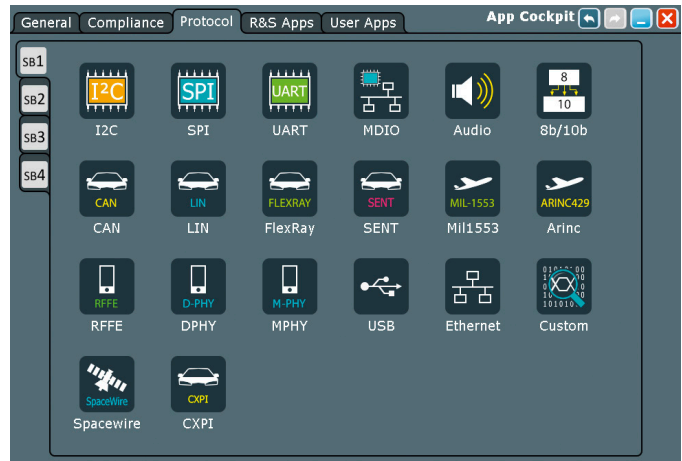 General Compliance Protocol R&S Apps User Apps App Cockpit
SB1
SB2
SB3
SB4
I²C SPI UART 8
10
I2C SPI UART MDIO Audio 8b/10b
CAN LIN FLEXRAY SENT MIL-1553 ARINC429
CAN LIN FlexRay SENT Mil1553 Arinc
RFFE D-PHY M-PHY
RFFE DPHY MPHY USB Ethernet Custom
SpaceWire CXPI
Spacewire CXPI